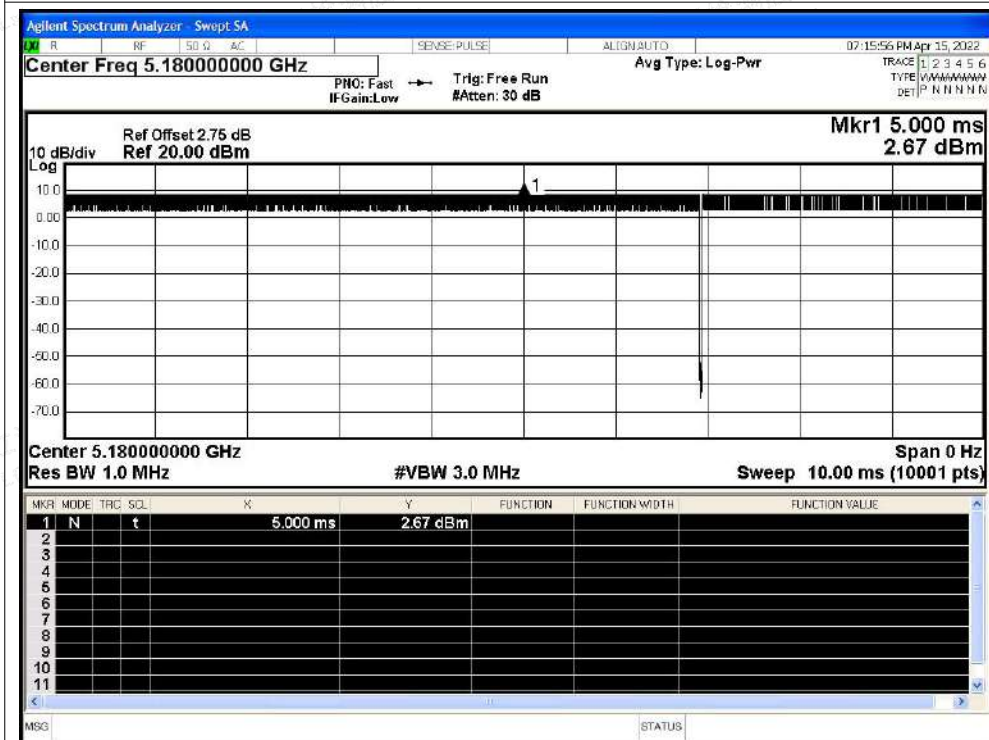 Agilent Spectrum Analyzer - Swept SA
LXI R RF 50 Ω AC SENSE:PULSE ALIGN AUTO 07:15:56 PM Apr 15, 2022
Center Freq 5.180000000 GHz
PNO: Fast
IFGain:Low
Trig: Free Run
#Atten: 30 dB
Avg Type: Log-Pwr
TRACE 1 2 3 4 5 6
TYPE
DET P N N N N N
Ref Offset 2.75 dB
10 dB/div Ref 20.00 dBm
Log
Mkr1 5.000 ms
2.67 dBm
1
10.0
0.00
-10.0
-20.0
-30.0
-40.0
-50.0
-60.0
-70.0
Center 5.180000000 GHz Span 0 Hz
Res BW 1.0 MHz #VBW 3.0 MHz Sweep 10.00 ms (10001 pts)
MKR MODE TRC SCL X Y FUNCTION FUNCTION WIDTH FUNCTION VALUE
1 N t 5.000 ms 2.67 dBm
2
3
4
5
6
7
8
9
10
11
MSG STATUS